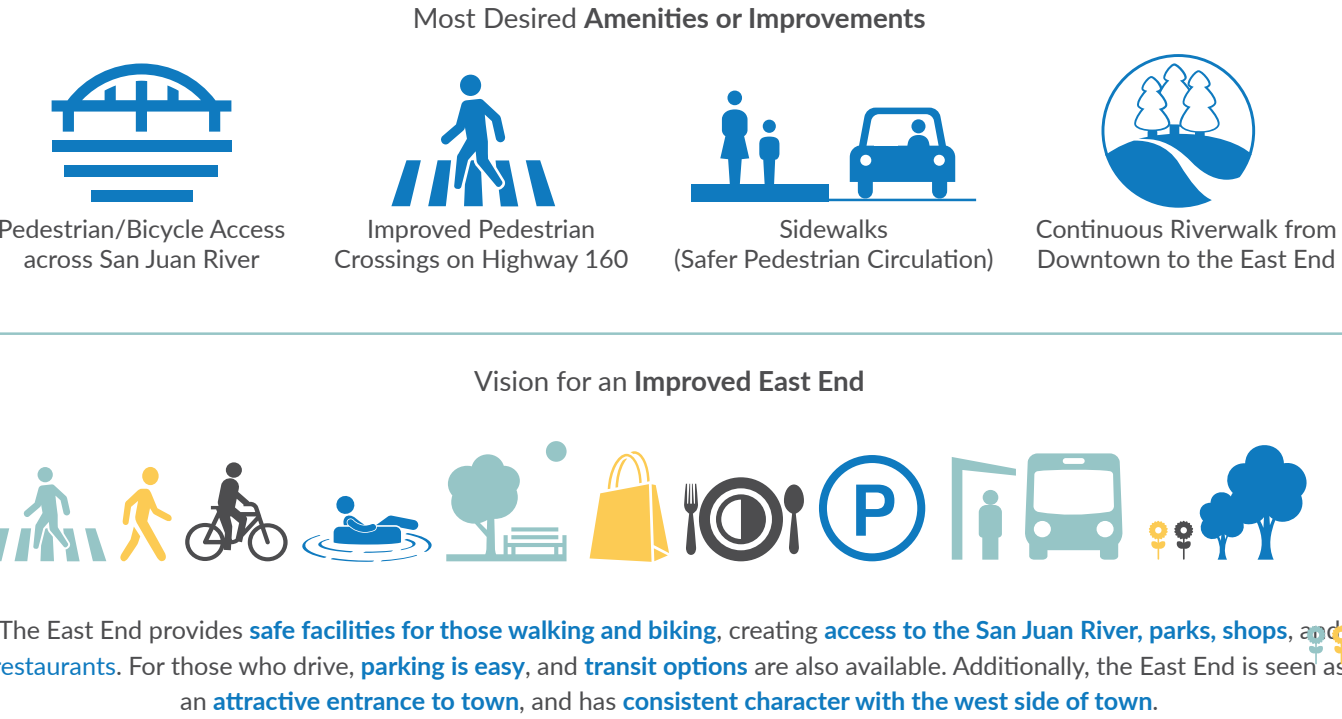 Most Desired Amenities or Improvements
Pedestrian/Bicycle Access
across San Juan River
Improved Pedestrian
Crossings on Highway 160
Sidewalks
(Safer Pedestrian Circulation)
Continuous Riverwalk from
Downtown to the East End
Vision for an Improved East End
P
The East End provides safe facilities for those walking and biking, creating access to the San Juan River, parks, shops, and
restaurants. For those who drive, parking is easy, and transit options are also available. Additionally, the East End is seen as
an attractive entrance to town, and has consistent character with the west side of town.